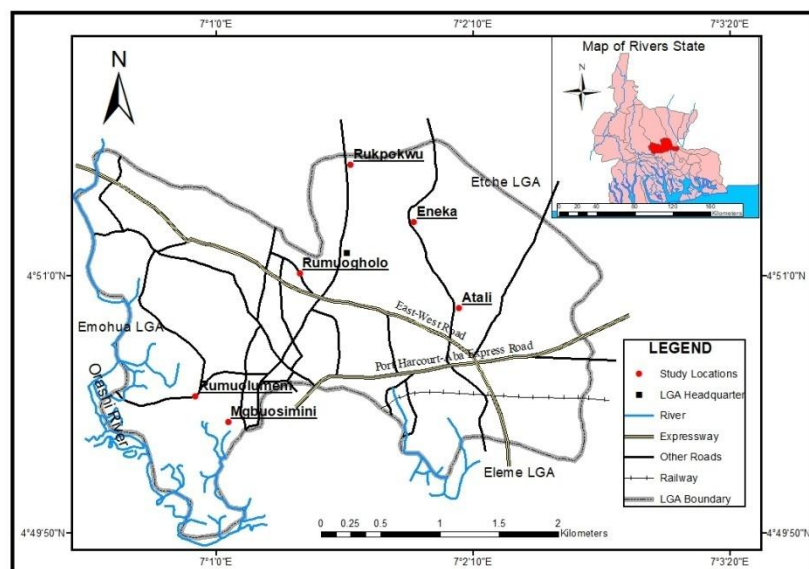 7°1'0"E
7°2'10"E
7°3'20"E
N
Map of Rivers State
N
0 20 40 80 120 160
Kilometers
4°51'0"N
4°51'0"N
Rukpokwu
Etche LGA
Eneka
Rumuogholo
Atali
East-West Road
Emohua LGA
Port Harcourt-Aba Express Road
Orashi River
Rumuolumeni
Mgbuosimini
Eleme LGA
LEGEND
Study Locations
LGA Headquarter
River
Expressway
Other Roads
Railway
LGA Boundary
0 0.25 0.5 1 1.5 2
Kilometers
4°49'50"N
4°49'50"N
7°1'0"E
7°2'10"E
7°3'20"E